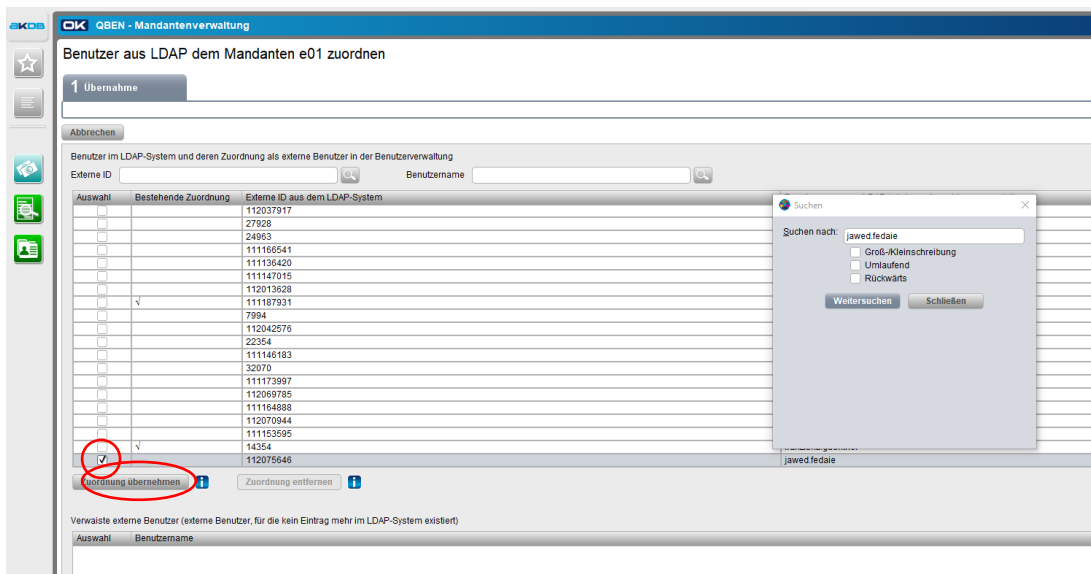 AKDB
OK QBEN - Mandantenverwaltung
Benutzer aus LDAP dem Mandanten e01 zuordnen
1 Übernahme
Abbrechen
Benutzer im LDAP-System und deren Zuordnung als externe Benutzer in der Benutzerverwaltung
Externe ID Benutzername
Auswahl Bestehende Zuordnung Externe ID aus dem LDAP-System
112037917
27928
24963
111166541
111136420
111147015
112013628
√ 111187931
7994
112042576
22354
111146183
32070
111173997
112069785
111164888
112070944
111153595
√ 14354
112075646 jawed.fedaie
Suchen
Suchen nach: jawed.fedaie
Groß-/Kleinschreibung
Umlaufend
Rückwärts
Weitersuchen Schließen
Zuordnung übernehmen i Zuordnung entfernen i
Verwaiste externe Benutzer (externe Benutzer, für die kein Eintrag mehr im LDAP-System existiert)
Auswahl Benutzername